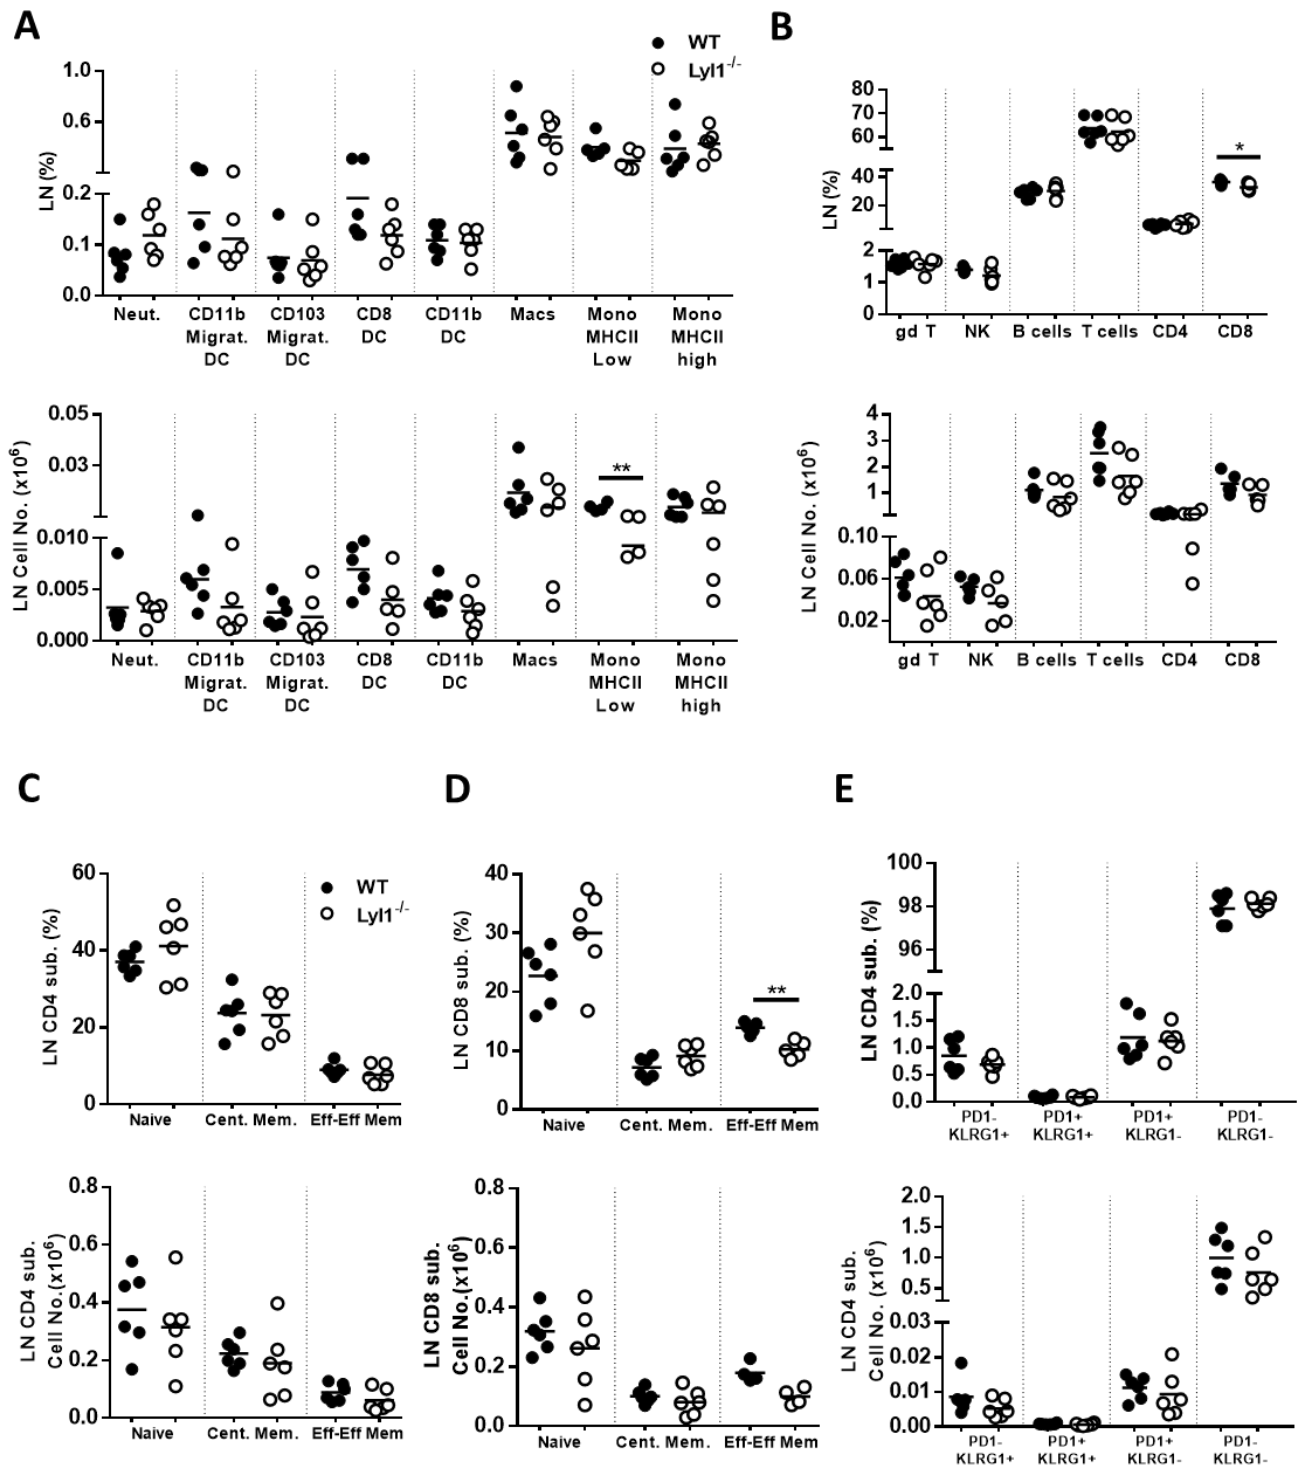 A
WT
Lyl1-/-
LN (%)
1.0
0.6
0.2
0.1
0.0
Neut.
CD11b
Migrat.
DC
CD103
Migrat.
DC
CD8
DC
CD11b
DC
Macs
Mono
MHCII
Low
Mono
MHCII
high
LN Cell No. (x10^6)
0.05
0.03
0.010
0.005
0.000
**
Neut.
CD11b
Migrat.
DC
CD103
Migrat.
DC
CD8
DC
CD11b
DC
Macs
Mono
MHCII
Low
Mono
MHCII
high
B
LN (%)
80
70
60
40
20
2
1
0
*
gd T
NK
B cells
T cells
CD4
CD8
LN Cell No. (x10^6)
4
3
2
1
0.10
0.06
0.02
gd T
NK
B cells
T cells
CD4
CD8
C
WT
Lyl1-/-
LN CD4 sub. (%)
60
40
20
0
Naive
Cent. Mem.
Eff-Eff Mem
LN CD4 sub.
Cell No.(x10^6)
0.8
0.6
0.4
0.2
0.0
Naive
Cent. Mem.
Eff-Eff Mem
D
LN CD8 sub. (%)
40
30
20
10
0
**
Naive
Cent. Mem.
Eff-Eff Mem
LN CD8 sub.
Cell No.(x10^6)
0.8
0.6
0.4
0.2
0.0
Naive
Cent. Mem.
Eff-Eff Mem
E
LN CD4 sub. (%)
100
98
96
2.0
1.5
1.0
0.5
0.0
PD1-
KLRG1+
PD1+
KLRG1+
PD1+
KLRG1-
PD1-
KLRG1-
LN CD4 sub.
Cell No. (x10^6)
2.0
1.5
1.0
0.5
0.03
0.02
0.01
0.00
PD1-
KLRG1+
PD1+
KLRG1+
PD1+
KLRG1-
PD1-
KLRG1-